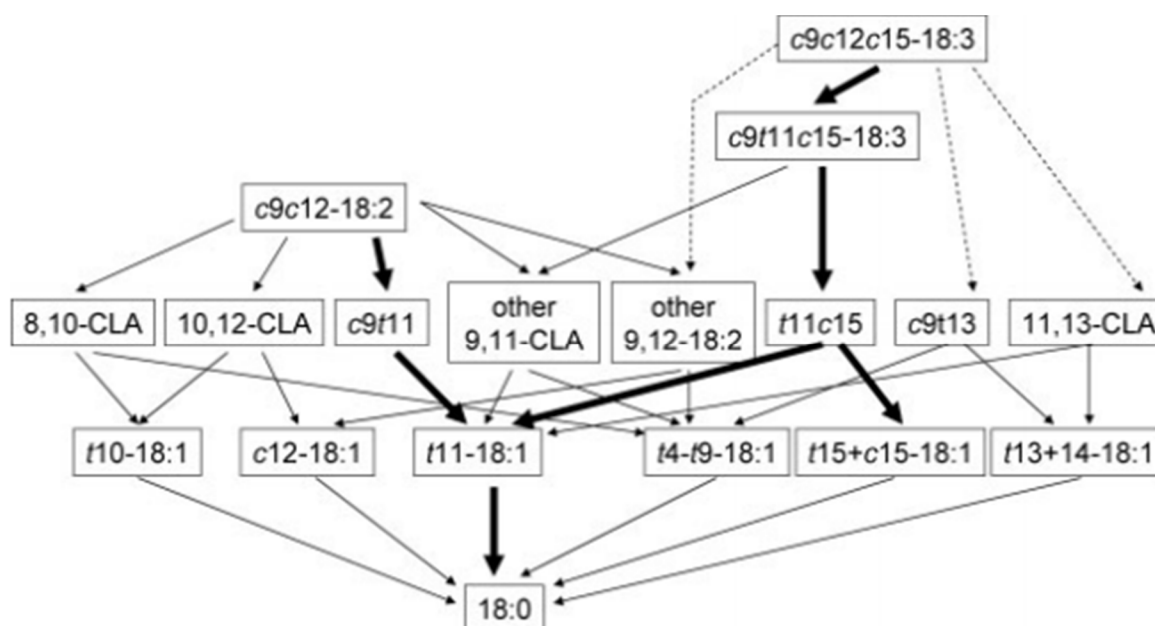 c9c12c15-18:3
c9t11c15-18:3
c9c12-18:2
8,10-CLA
10,12-CLA
c9t11
other
9,11-CLA
other
9,12-18:2
t11c15
c9t13
11,13-CLA
t10-18:1
c12-18:1
t11-18:1
t4-t9-18:1
t15+c15-18:1
t13+14-18:1
18:0